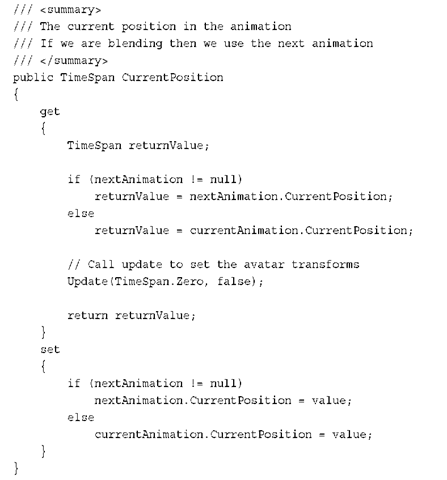 /// <summary>
/// The current position in the animation
/// If we are blending then we use the next animation
/// </summary>
public TimeSpan CurrentPosition
{
    get
    {
        TimeSpan returnValue;

        if (nextAnimation != null)
            returnValue = nextAnimation.CurrentPosition;
        else
            returnValue = currentAnimation.CurrentPosition;

        // Call update to set the avatar transforms
        Update(TimeSpan.Zero, false);

        return returnValue;
    }
    set
    {
        if (nextAnimation != null)
            nextAnimation.CurrentPosition = value;
        else
            currentAnimation.CurrentPosition = value;
    }
}